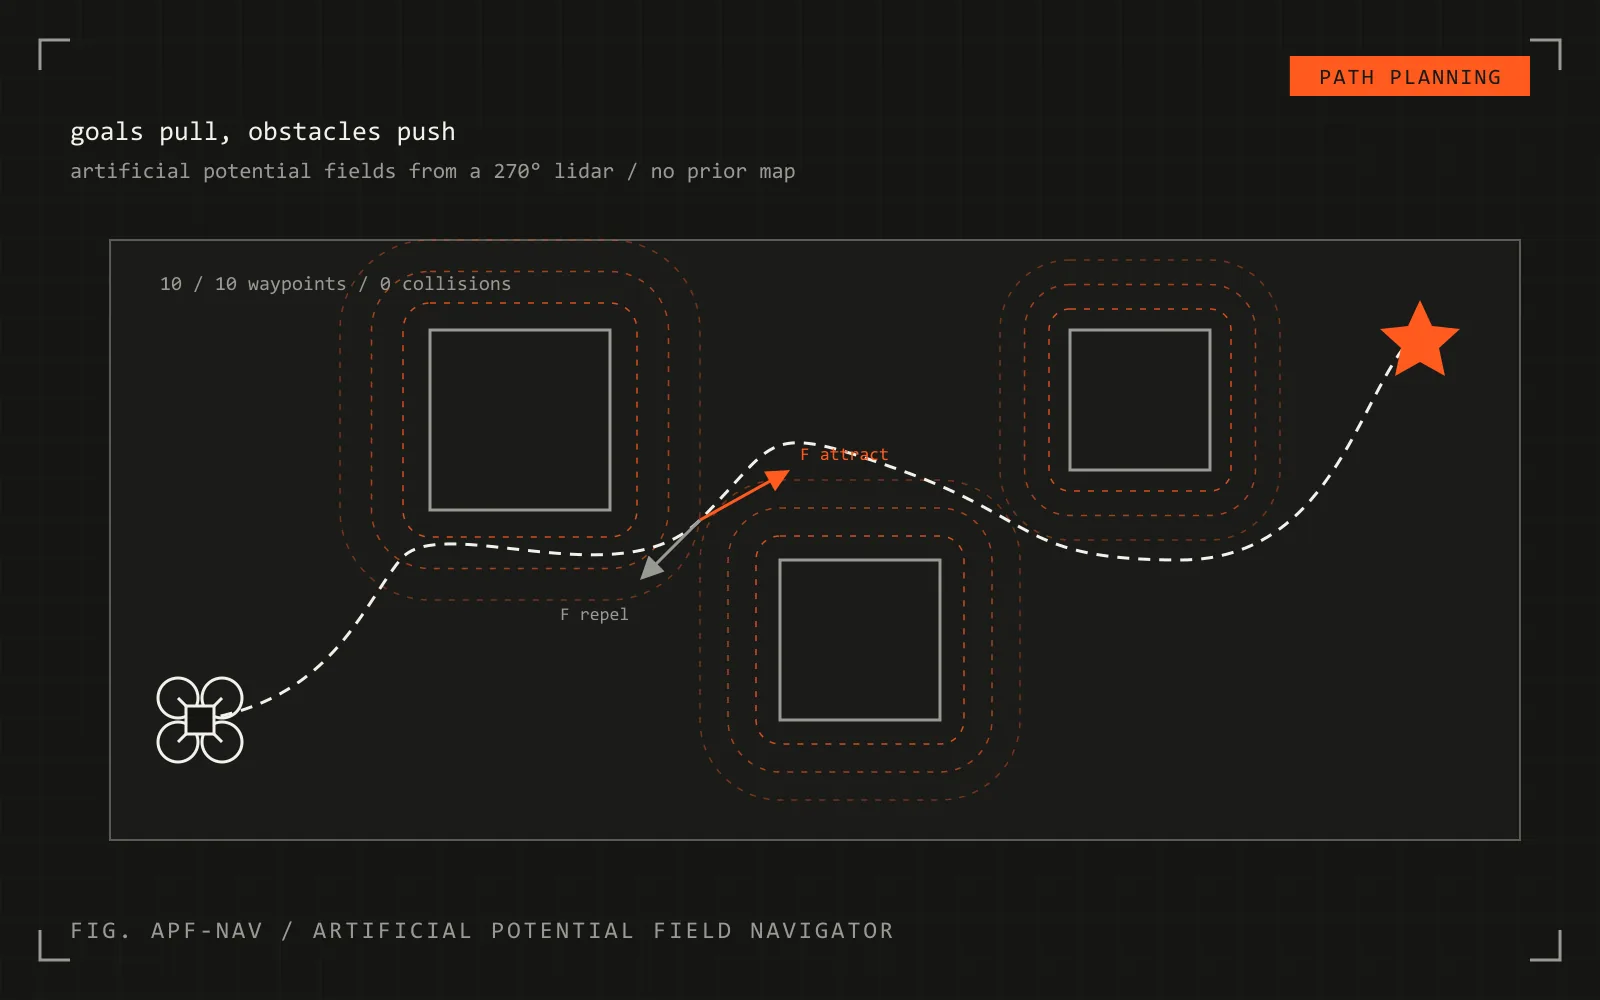 PATH PLANNING
goals pull, obstacles push
artificial potential fields from a 270° lidar / no prior map
10 / 10 waypoints / 0 collisions
F attract
F repel
FIG. APF-NAV / ARTIFICIAL POTENTIAL FIELD NAVIGATOR